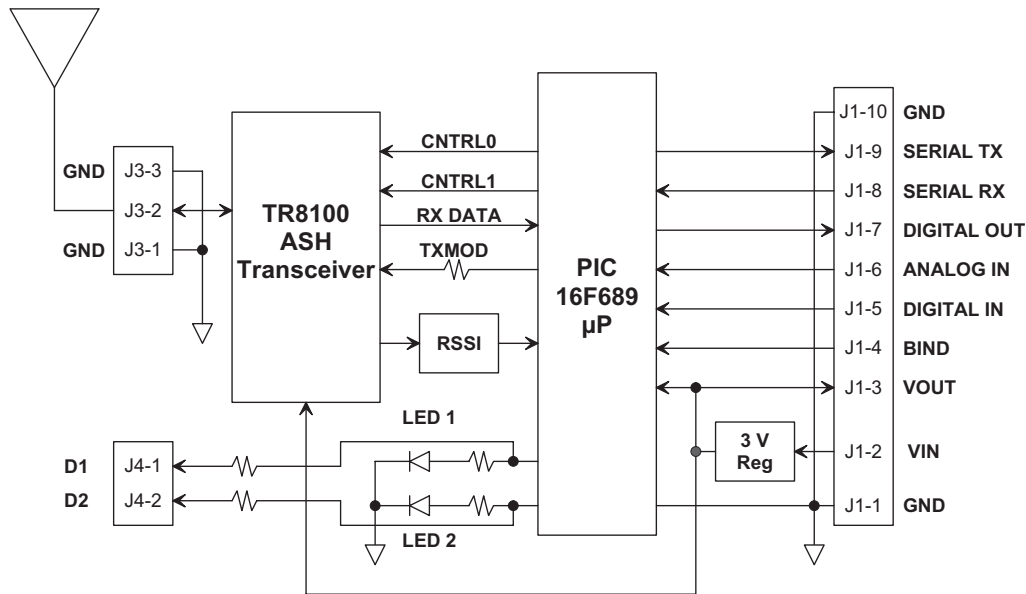 GND
J3-3
J3-2
GND
J3-1
TR8100
ASH
Transceiver
CNTRL0
CNTRL1
RX DATA
TXMOD
RSSI
PIC
16F689
µP
J1-10
GND
J1-9
SERIAL TX
J1-8
SERIAL RX
J1-7
DIGITAL OUT
J1-6
ANALOG IN
J1-5
DIGITAL IN
J1-4
BIND
J1-3
VOUT
3 V
Reg
J1-2
VIN
J1-1
GND
LED 1
D1
J4-1
D2
J4-2
LED 2